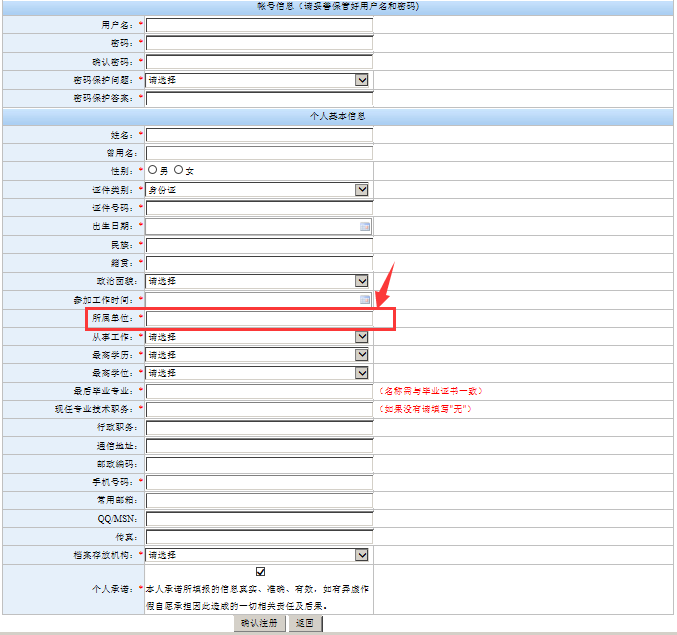 帐号信息（请妥善保管好用户名和密码）
用户名：*
密码：*
确认密码：*
密码保护问题：* 请选择
密码保护答案：*
个人基本信息
姓名：*
曾用名：
性别：* 男 女
证件类别：* 身份证
证件号码：*
出生日期：*
民族：*
籍贯：*
政治面貌： 请选择
参加工作时间：*
所属单位：*
从事工作：* 请选择
最高学历：* 请选择
最高学位：* 请选择
最后毕业专业：* （名称需与毕业证书一致）
现任专业技术职务：* （如果没有请填写"无"）
行政职务：
通信地址：
邮政编码：
手机号码：*
常用邮箱：
QQ/MSN：
传真：
档案存放机构：* 请选择
个人承诺：* 本人承诺所填报的信息真实、准确、有效，如有弄虚作
假自愿承担因此造成的一切相关责任及后果。
确认注册 返回